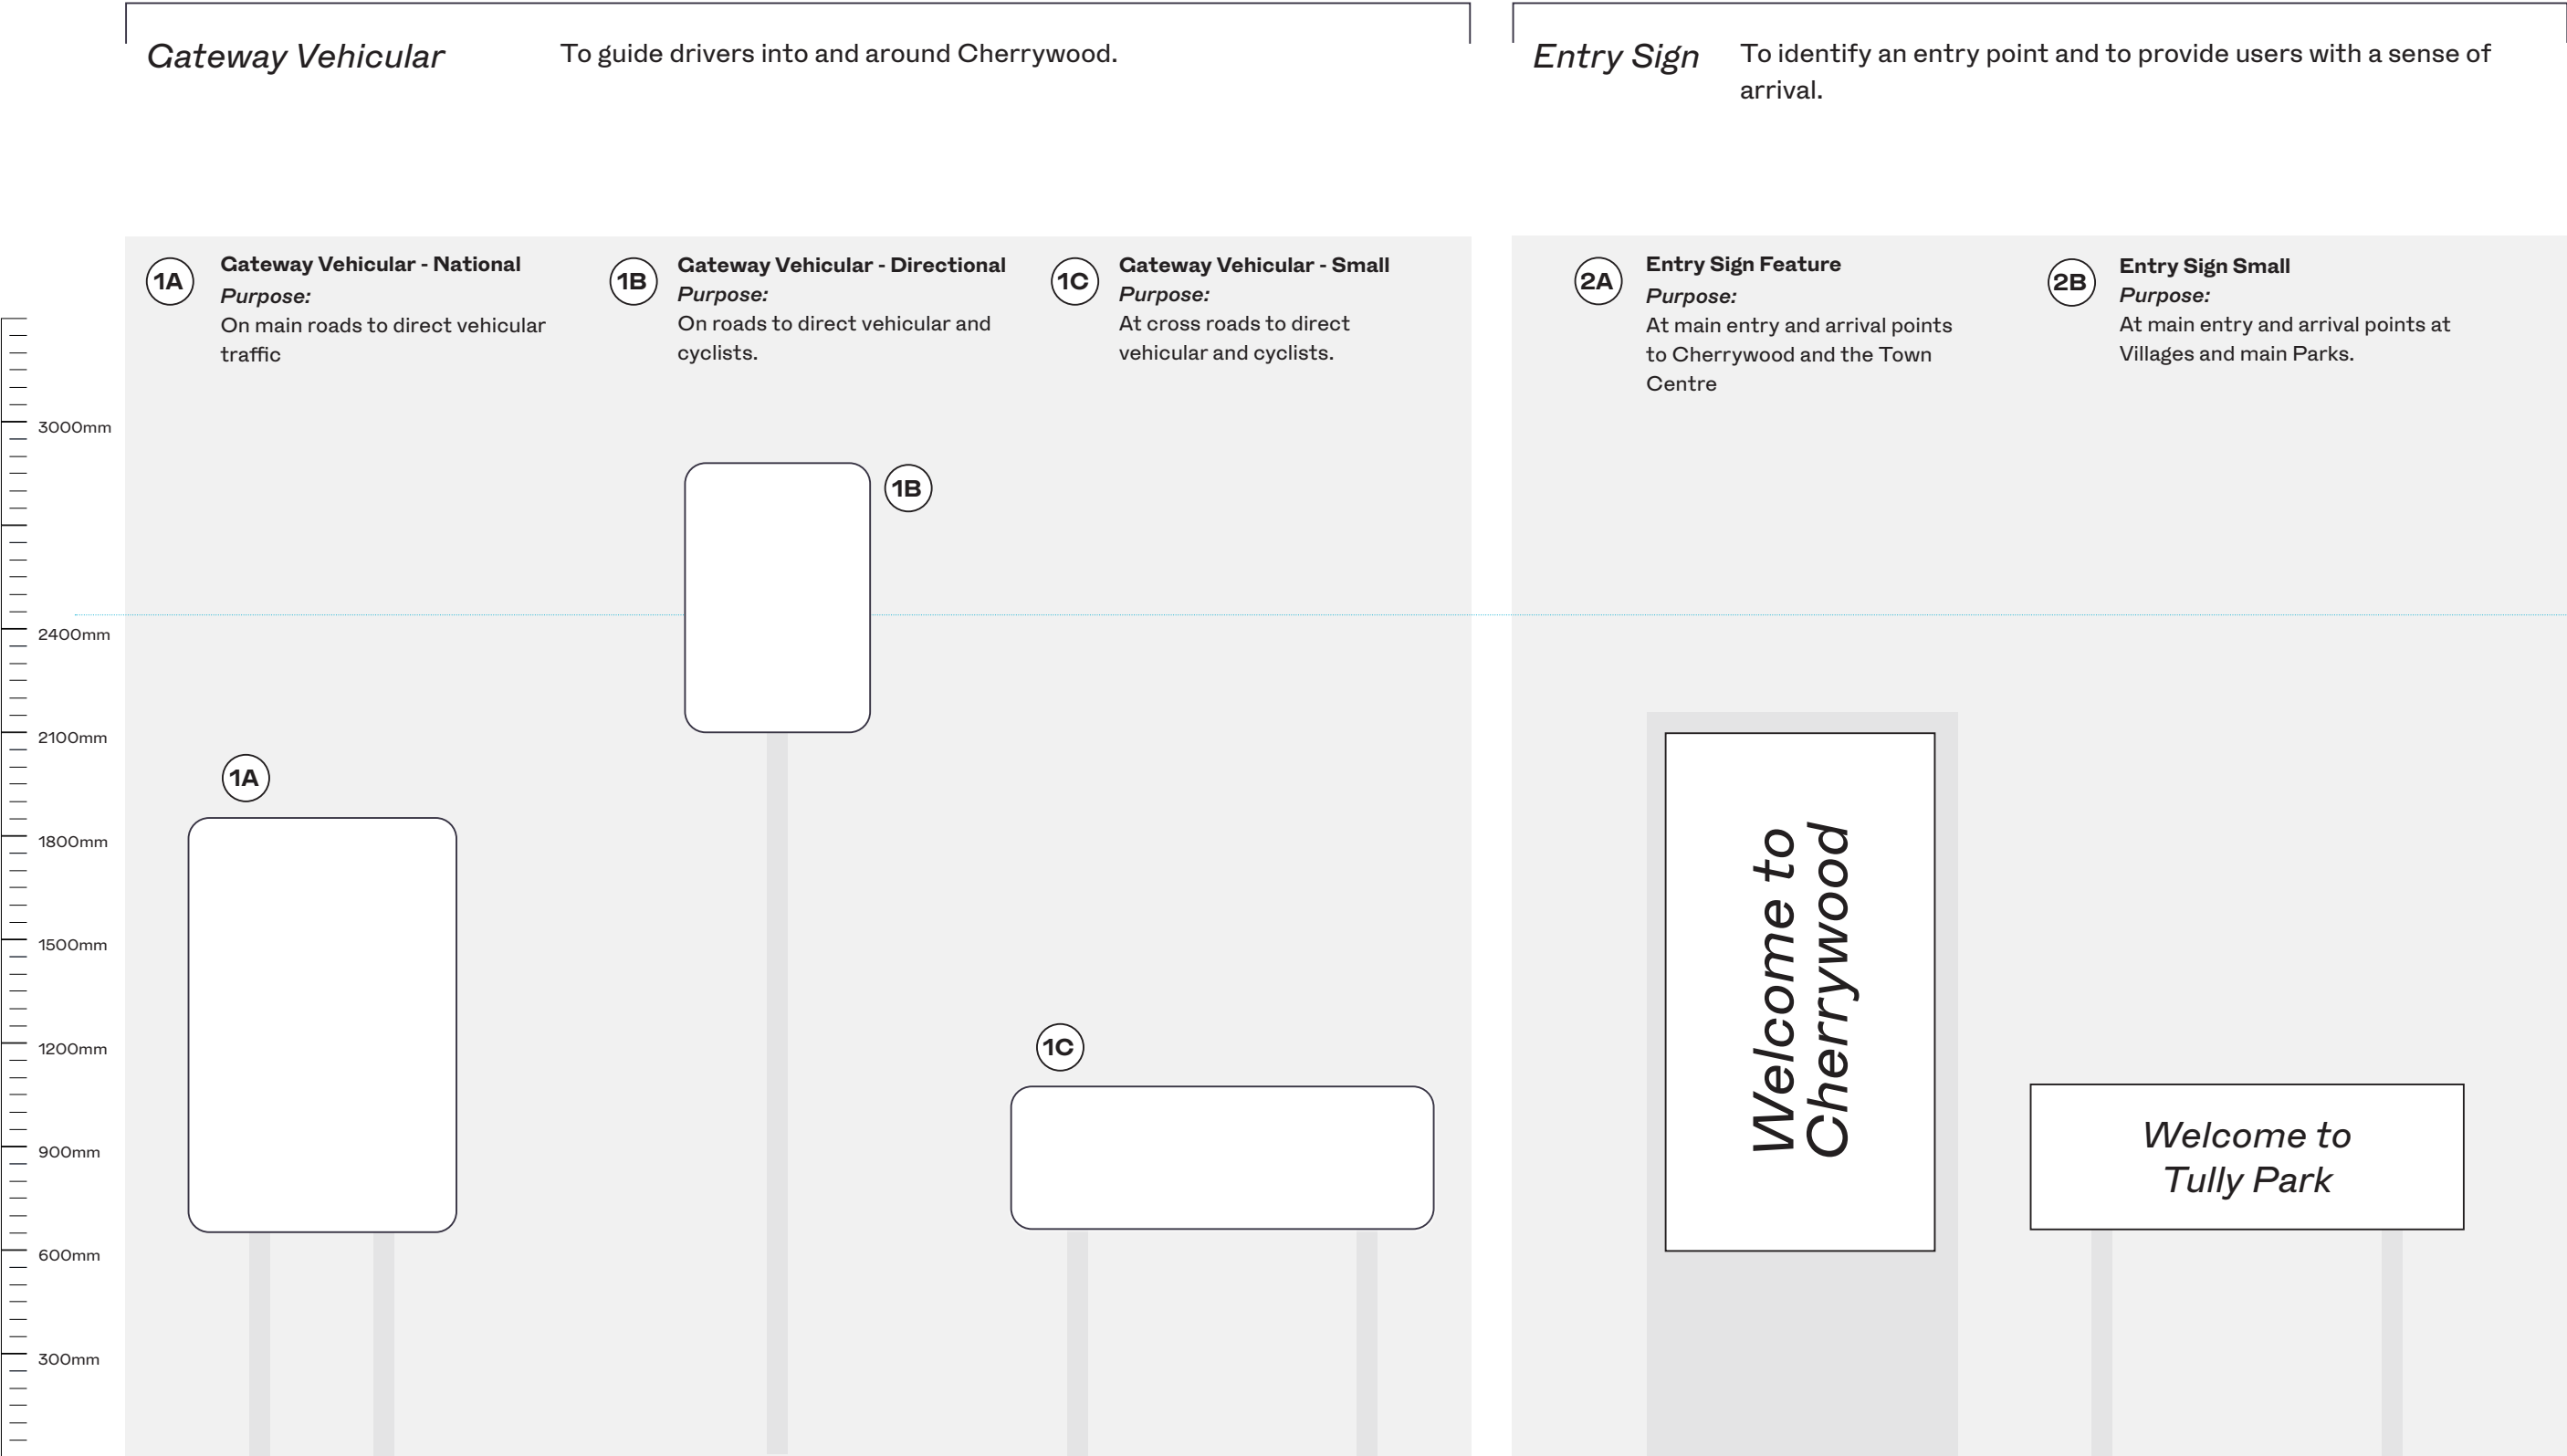 Gateway Vehicular
To guide drivers into and around Cherrywood.
Entry Sign
To identify an entry point and to provide users with a sense of
arrival.
1A
Gateway Vehicular - National
Purpose:
On main roads to direct vehicular
traffic
1B
Gateway Vehicular - Directional
Purpose:
On roads to direct vehicular and
cyclists.
1C
Gateway Vehicular - Small
Purpose:
At cross roads to direct
vehicular and cyclists.
2A
Entry Sign Feature
Purpose:
At main entry and arrival points
to Cherrywood and the Town
Centre
2B
Entry Sign Small
Purpose:
At main entry and arrival points at
Villages and main Parks.
3000mm
2400mm
2100mm
1800mm
1500mm
1200mm
900mm
600mm
300mm
1A
1B
1C
Welcome to
Cherrywood
Welcome to
Tully Park